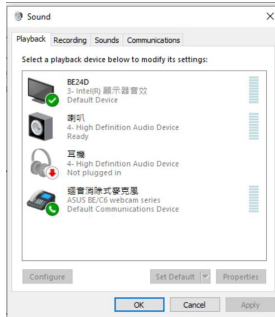 Sound
Playback Recording Sounds Communications
Select a playback device below to modify its settings:
BE24D
3- Intel(R) 顯示器音效
Default Device
喇叭
4- High Definition Audio Device
Ready
耳機
4- High Definition Audio Device
Not plugged in
迴音消除式麥克風
ASUS BE/C6 webcam series
Default Communications Device
Configure Set Default Properties
OK Cancel Apply